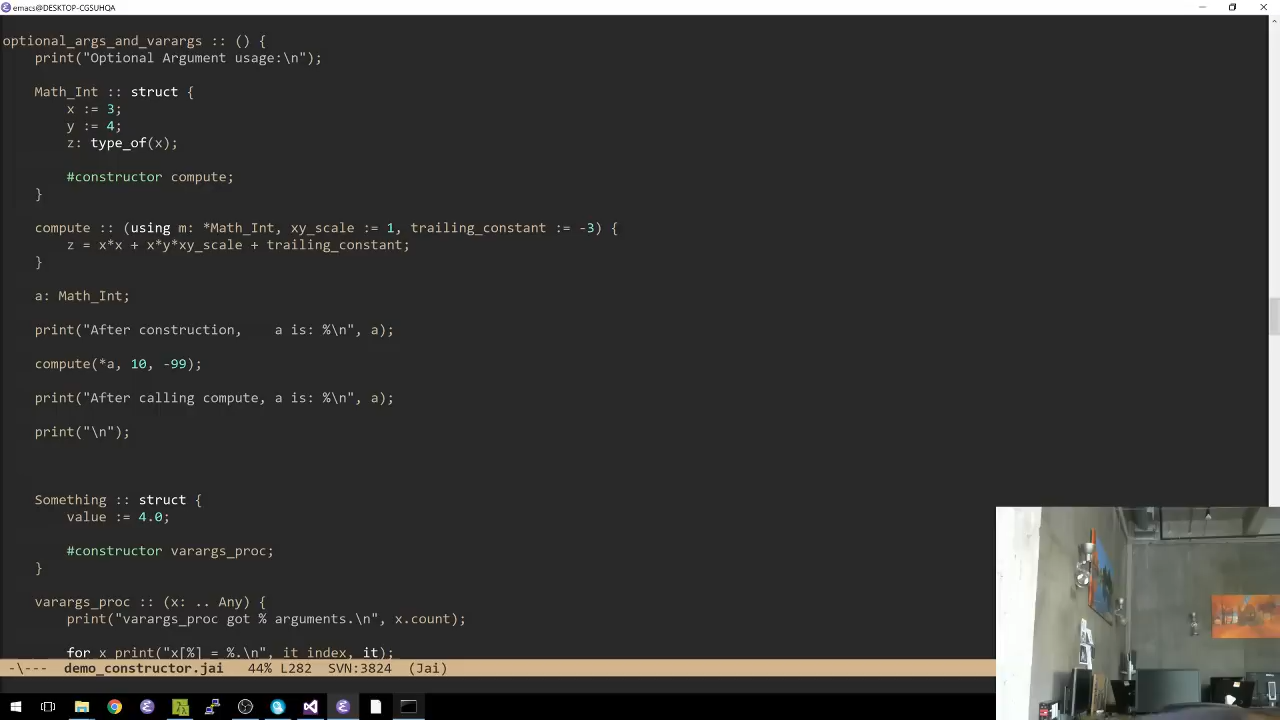 emacs@DESKTOP-CGSUHQA
optional_args_and_varargs :: () {
    print("Optional Argument usage:\n");
    Math_Int :: struct {
        x := 3;
        y := 4;
        z: type_of(x);
        #constructor compute;
    }
    compute :: (using m: *Math_Int, xy_scale := 1, trailing_constant := -3) {
        z = x*x + x*y*xy_scale + trailing_constant;
    }
    a: Math_Int;
    print("After construction,    a is: %\n", a);
    compute(*a, 10, -99);
    print("After calling compute, a is: %\n", a);
    print("\n");
    Something :: struct {
        value := 4.0;
        #constructor varargs_proc;
    }
    varargs_proc :: (x: .. Any) {
        print("varargs_proc got % arguments.\n", x.count);
        for x print("x[%] = %.\n", it_index, it);
-\---  demo_constructor.jai   44% L282  SVN:3824  (Jai)